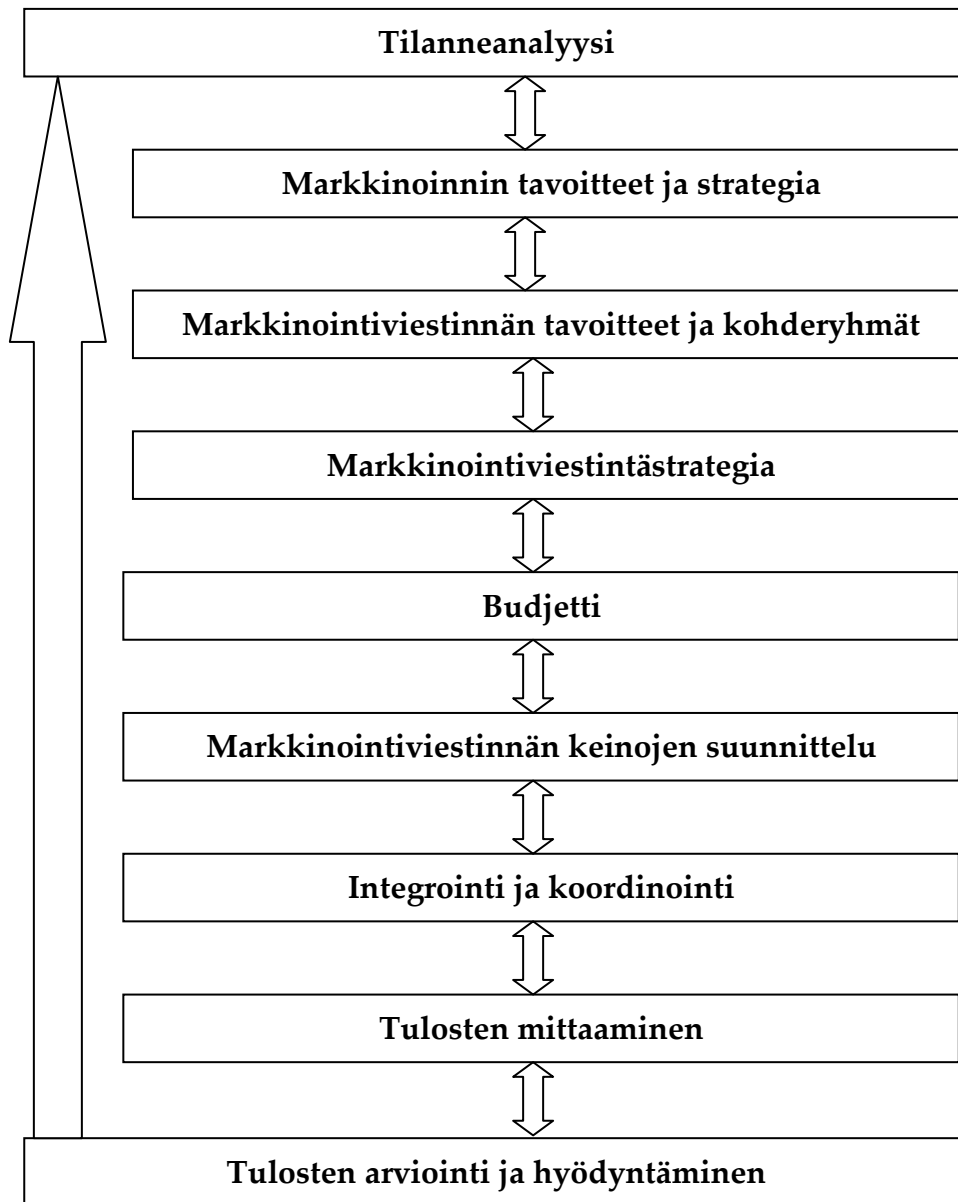 Tilanneanalyysi
Markkinoinnin tavoitteet ja strategia
Markkinointiviestinnän tavoitteet ja kohderyhmät
Markkinointiviestintästrategia
Budjetti
Markkinointiviestinnän keinojen suunnittelu
Integrointi ja koordinointi
Tulosten mittaaminen
Tulosten arviointi ja hyödyntäminen